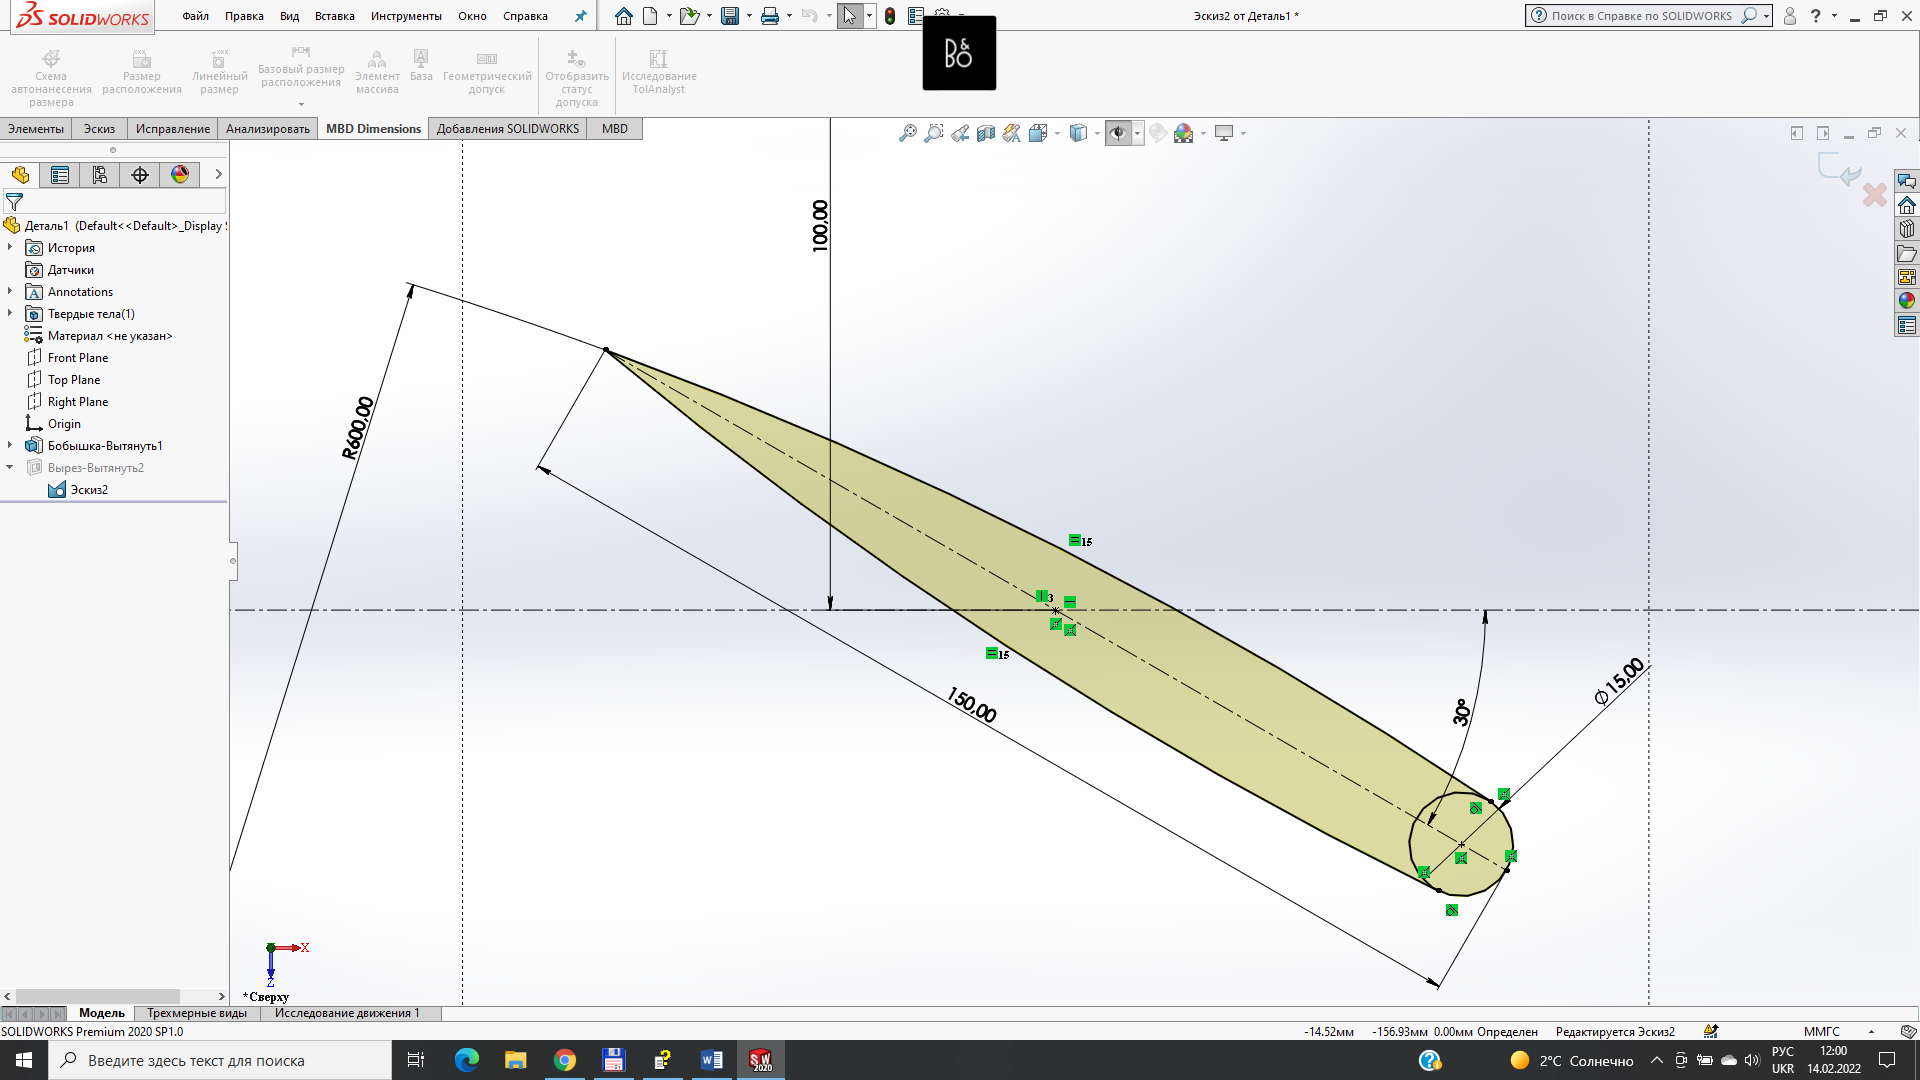 SOLIDWORKS
Файл Правка Вид Вставка Инструменты Окно Справка
Эскиз2 от Деталь1 *
Поиск в Справке по SOLIDWORKS
B&O
Схема автонанесения размера
Размер расположения
Линейный размер
Базовый размер расположения
Элемент массива
База
Геометрический допуск
Отобразить статус допуска
Исследование TolAnalyst
Элементы Эскиз Исправление Анализировать MBD Dimensions Добавления SOLIDWORKS MBD
Деталь1 (Default<<Default>_Display
История
Датчики
Annotations
Твердые тела(1)
Материал <не указан>
Front Plane
Top Plane
Right Plane
Origin
Бобышка-Вытянуть1
Вырез-Вытянуть2
Эскиз2
100,00
R600,00
15
3
15
150,00
30°
Ø15,00
X
Z
*Сверху
Модель Трехмерные виды Исследование движения 1
SOLIDWORKS Premium 2020 SP1.0
-14.52мм -156.93мм 0.00мм Определен Редактируется Эскиз2 ММГС
Введите здесь текст для поиска
SW 2020
2°C Солнечно
РУС
UKR
12:00
14.02.2022